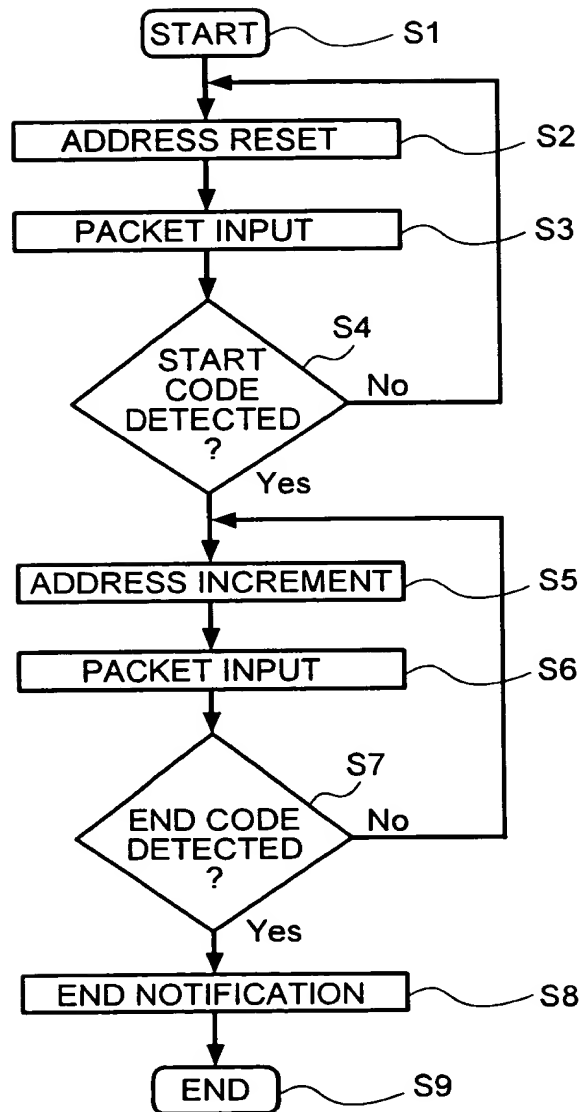 START
S1
ADDRESS RESET
S2
PACKET INPUT
S3
S4
START
CODE
DETECTED
?
No
Yes
ADDRESS INCREMENT
S5
PACKET INPUT
S6
S7
END CODE
DETECTED
?
No
Yes
END NOTIFICATION
S8
END
S9